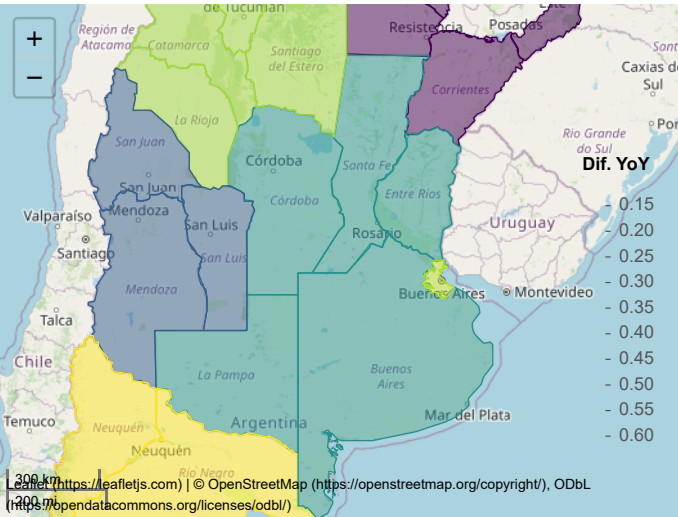 de Tucumán
Este
Región de
Atacama
Catamarca
Santiago
del Estero
Resistencia
Posadas
Corrientes
Caxias do
Sul
Sant
La Rioja
Po
Rio Grande
do Sul
Dif. YoY
San Juan
Córdoba
Santa Fe
San Juan
Córdoba
Entre Ríos
Valparaíso
Mendoza
San Luis
Rosario
Uruguay
Santiago
San Luis
Mendoza
Buenos Aires
Montevideo
Talca
Chile
La Pampa
Buenos
Aires
Temuco
Neuquén
Argentina
Mar del Plata
Neuquén
Río Negro
+
−
- 0.15
- 0.20
- 0.25
- 0.30
- 0.35
- 0.40
- 0.45
- 0.50
- 0.55
- 0.60
300 km
200 mi
Leaflet (https://leafletjs.com) | © OpenStreetMap (https://openstreetmap.org/copyright/), ODbL
(https://opendatacommons.org/licenses/odbl/)